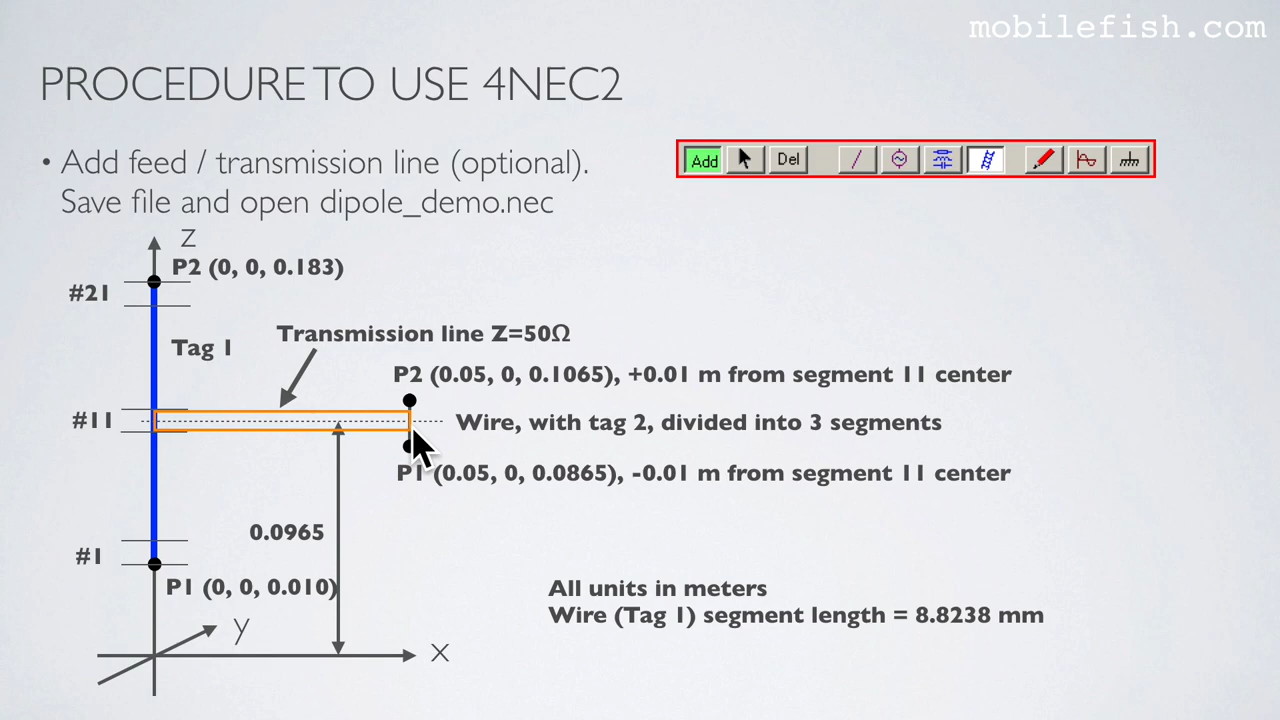 mobilefish.com
PROCEDURE TO USE 4NEC2
• Add feed / transmission line (optional).
Save file and open dipole_demo.nec
Add Del
z
P2 (0, 0, 0.183)
#21
Tag 1
Transmission line Z=50Ω
P2 (0.05, 0, 0.1065), +0.01 m from segment 11 center
#11
Wire, with tag 2, divided into 3 segments
P1 (0.05, 0, 0.0865), -0.01 m from segment 11 center
0.0965
#1
P1 (0, 0, 0.010)
All units in meters
Wire (Tag 1) segment length = 8.8238 mm
y
x